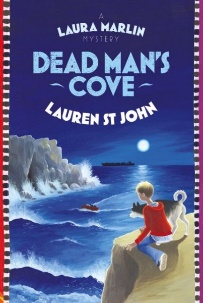 A
LAURA MARLIN
MYSTERY
DEAD MAN'S
COVE
LAUREN ST JOHN